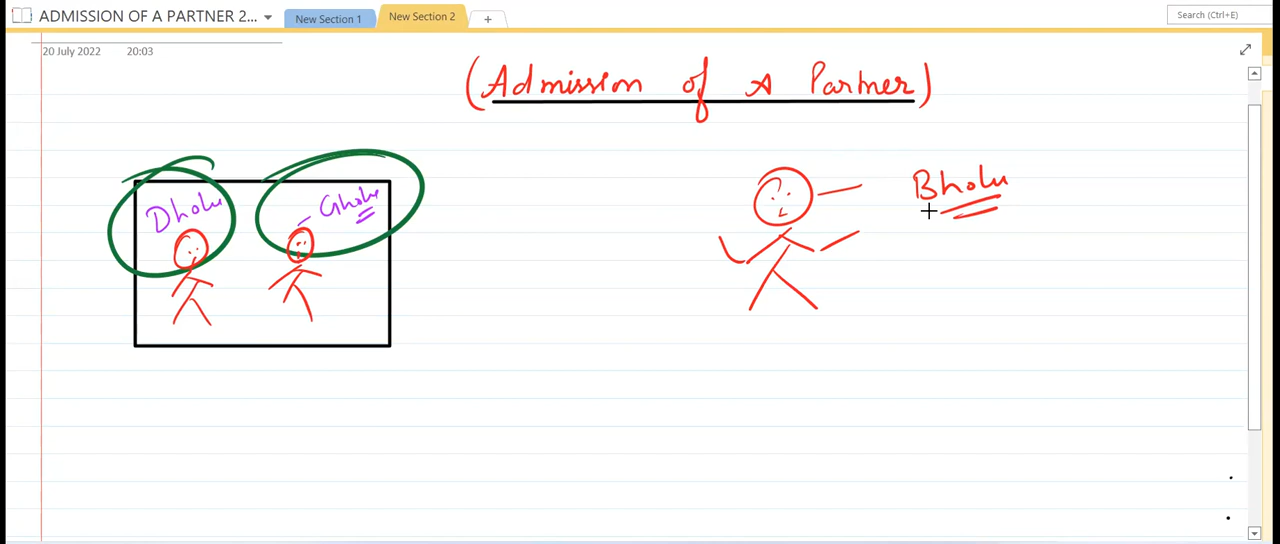 ADMISSION OF A PARTNER 2...
New Section 1
New Section 2
Search (Ctrl+E)
20 July 2022 20:03
(Admission of A Partner)
Dholu
Gholu
Bholu